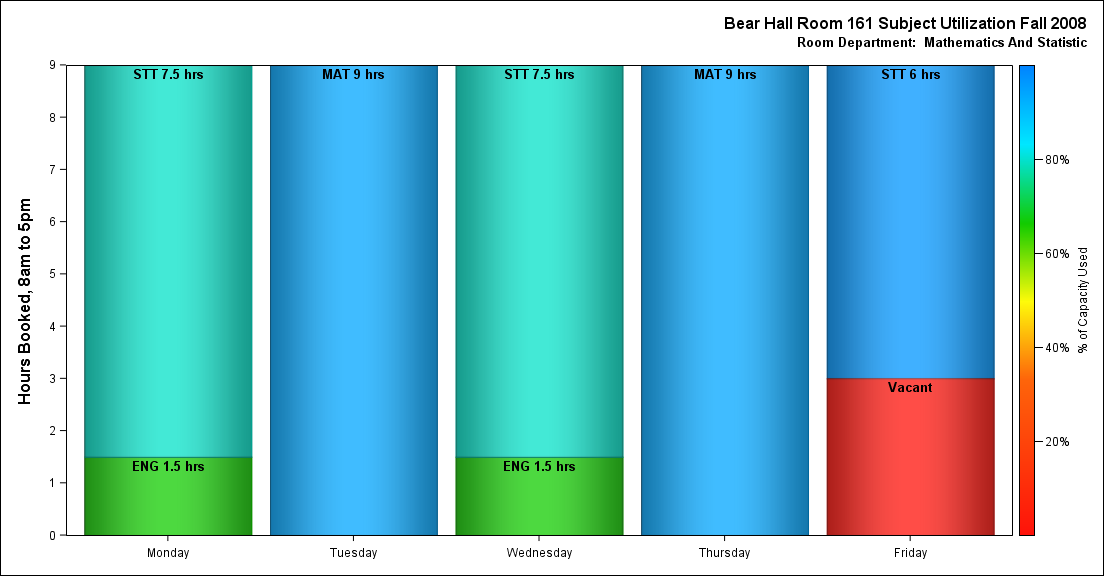 Bear Hall Room 161 Subject Utilization Fall 2008
Room Department:  Mathematics And Statistic
Hours Booked, 8am to 5pm
9
8
7
6
5
4
3
2
1
0
STT 7.5 hrs
MAT 9 hrs
STT 7.5 hrs
MAT 9 hrs
STT 6 hrs
Vacant
ENG 1.5 hrs
ENG 1.5 hrs
Monday
Tuesday
Wednesday
Thursday
Friday
80%
60%
40%
20%
% of Capacity Used